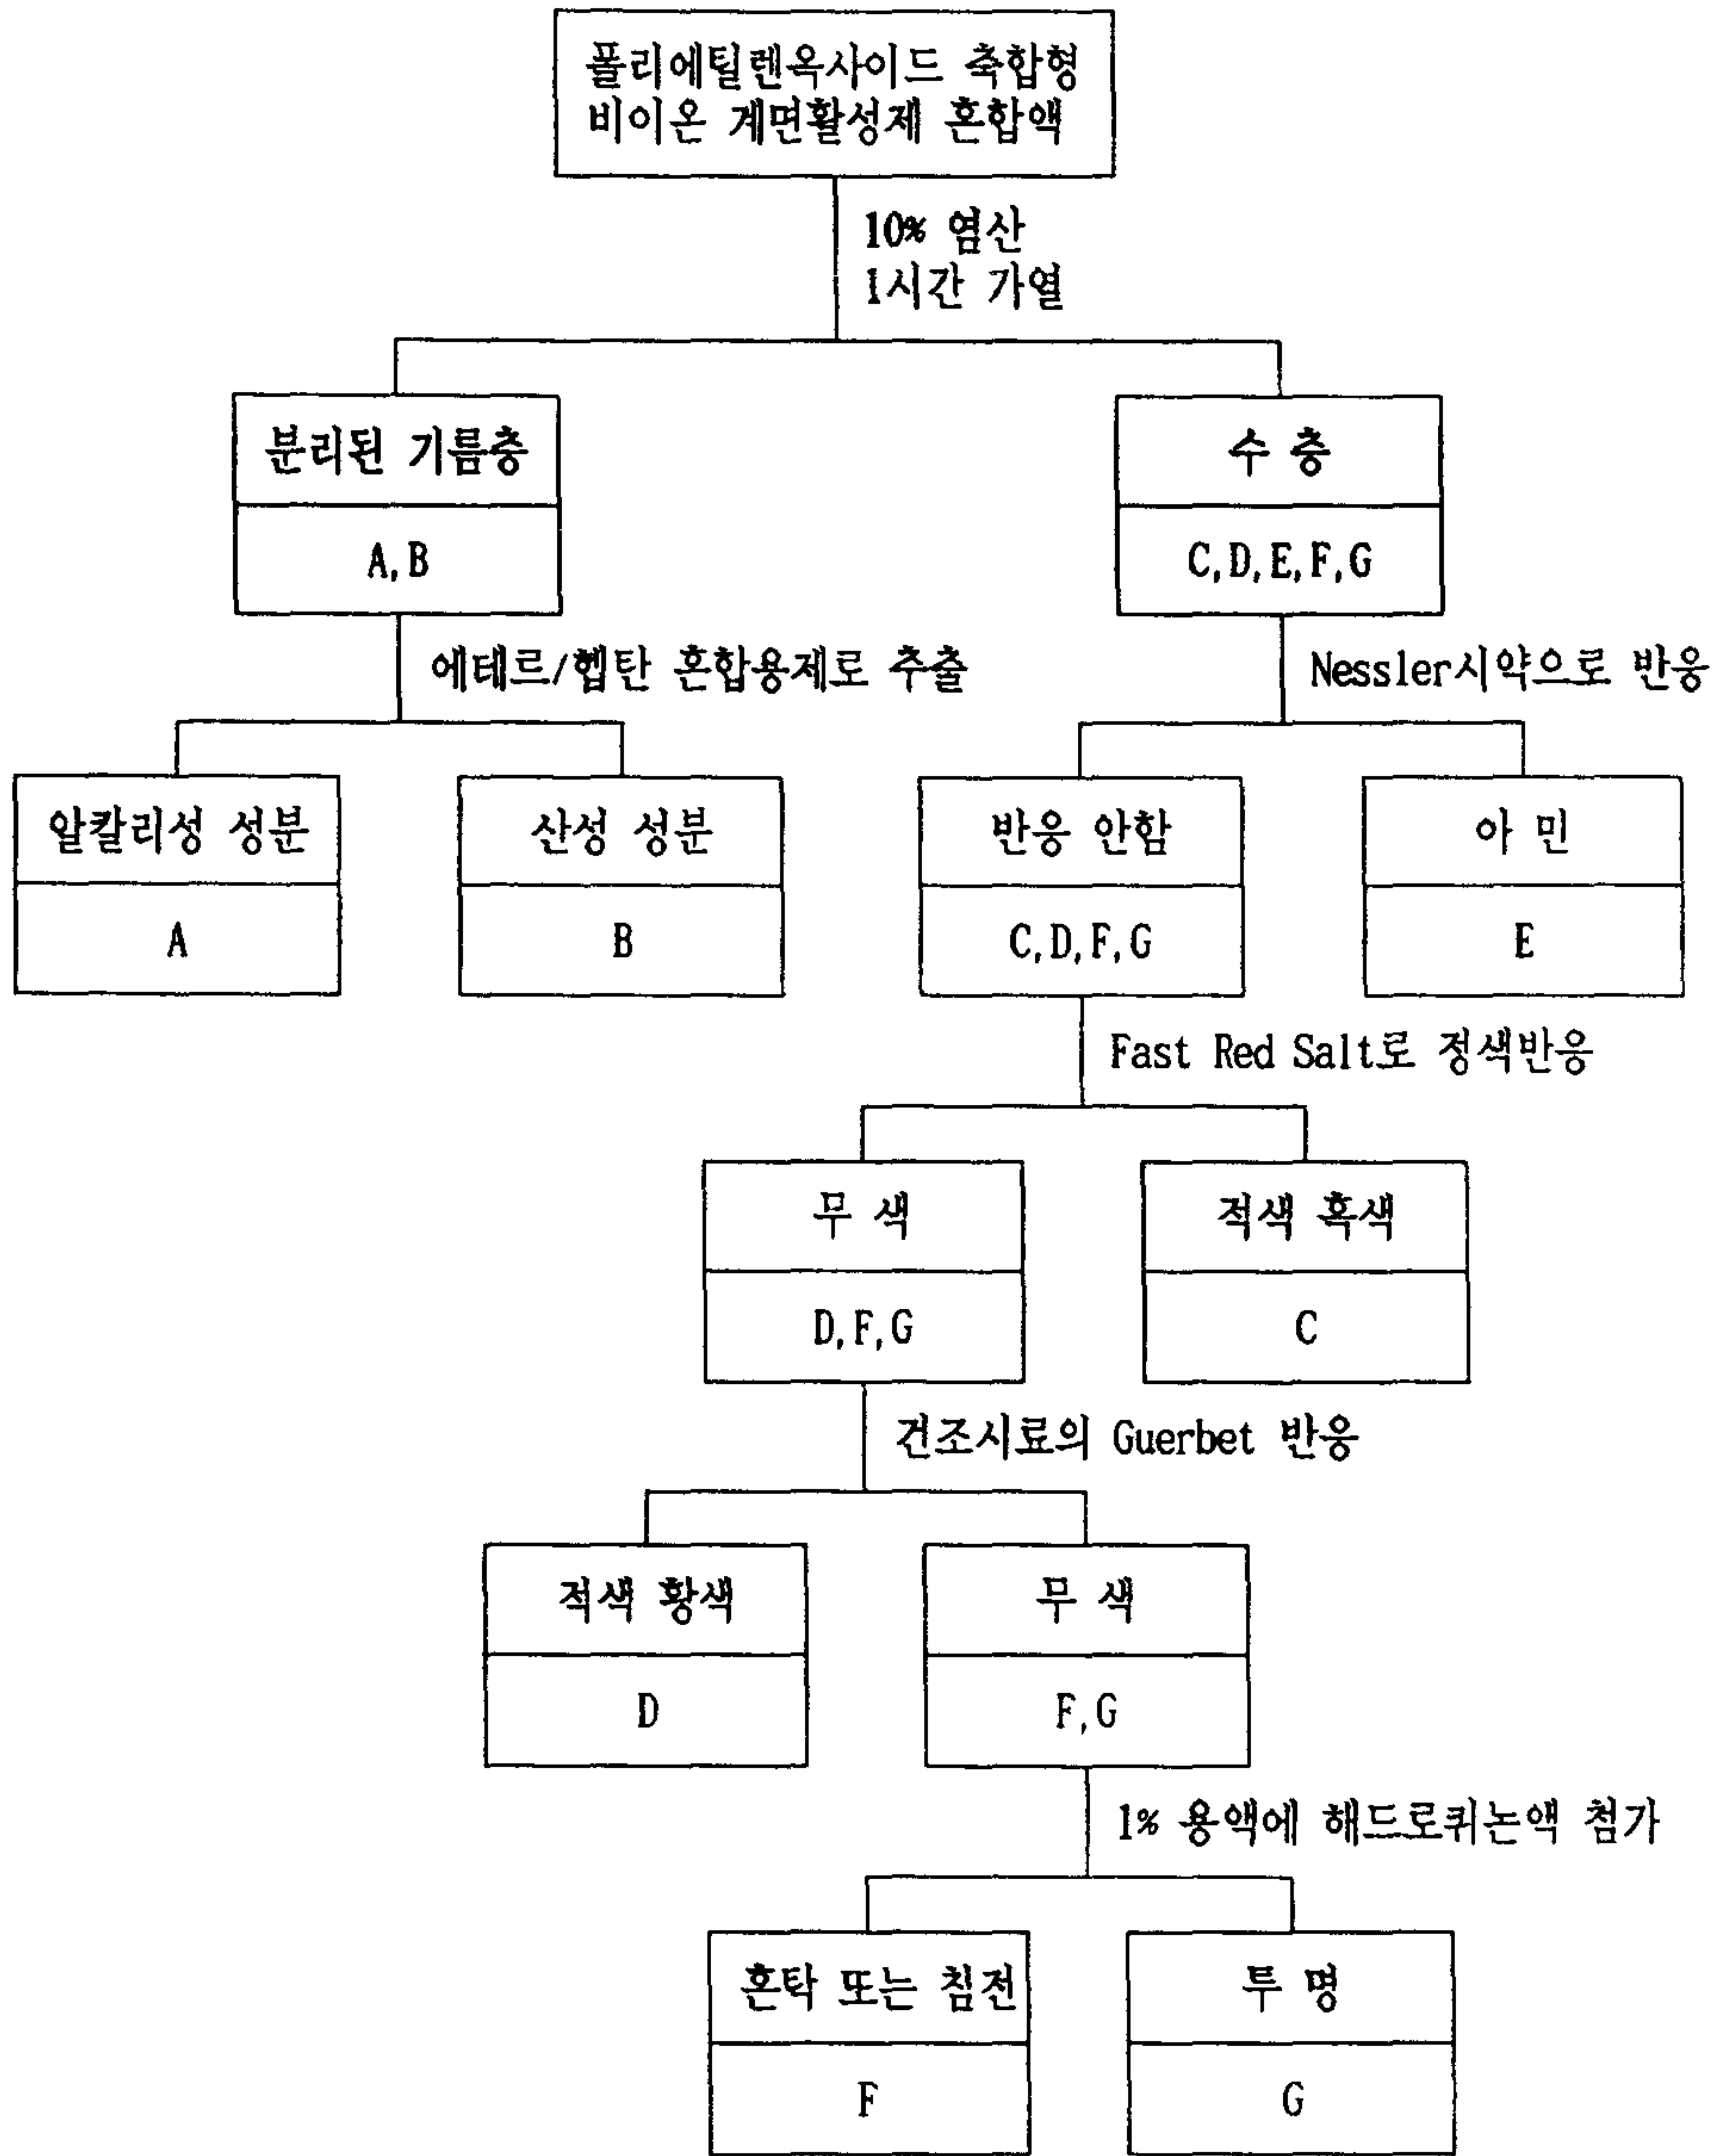 폴리에틸렌옥사이드 축합형
비이온 계면활성제 혼합액
10% 염산
1시간 가열
분리된 기름층
수 층
A, B
C, D, E, F, G
에테르/헵탄 혼합용제로 추출
Nessler시약으로 반응
알칼리성 성분
산성 성분
반응 안함
아 민
A
B
C, D, F, G
E
Fast Red Salt로 정색반응
무 색
적색 흑색
D, F, G
C
건조시료의 Guerbet 반응
적색 황색
무 색
D
F, G
1% 용액에 해드로퀴논액 첨가
혼탁 또는 침전
투 명
F
G